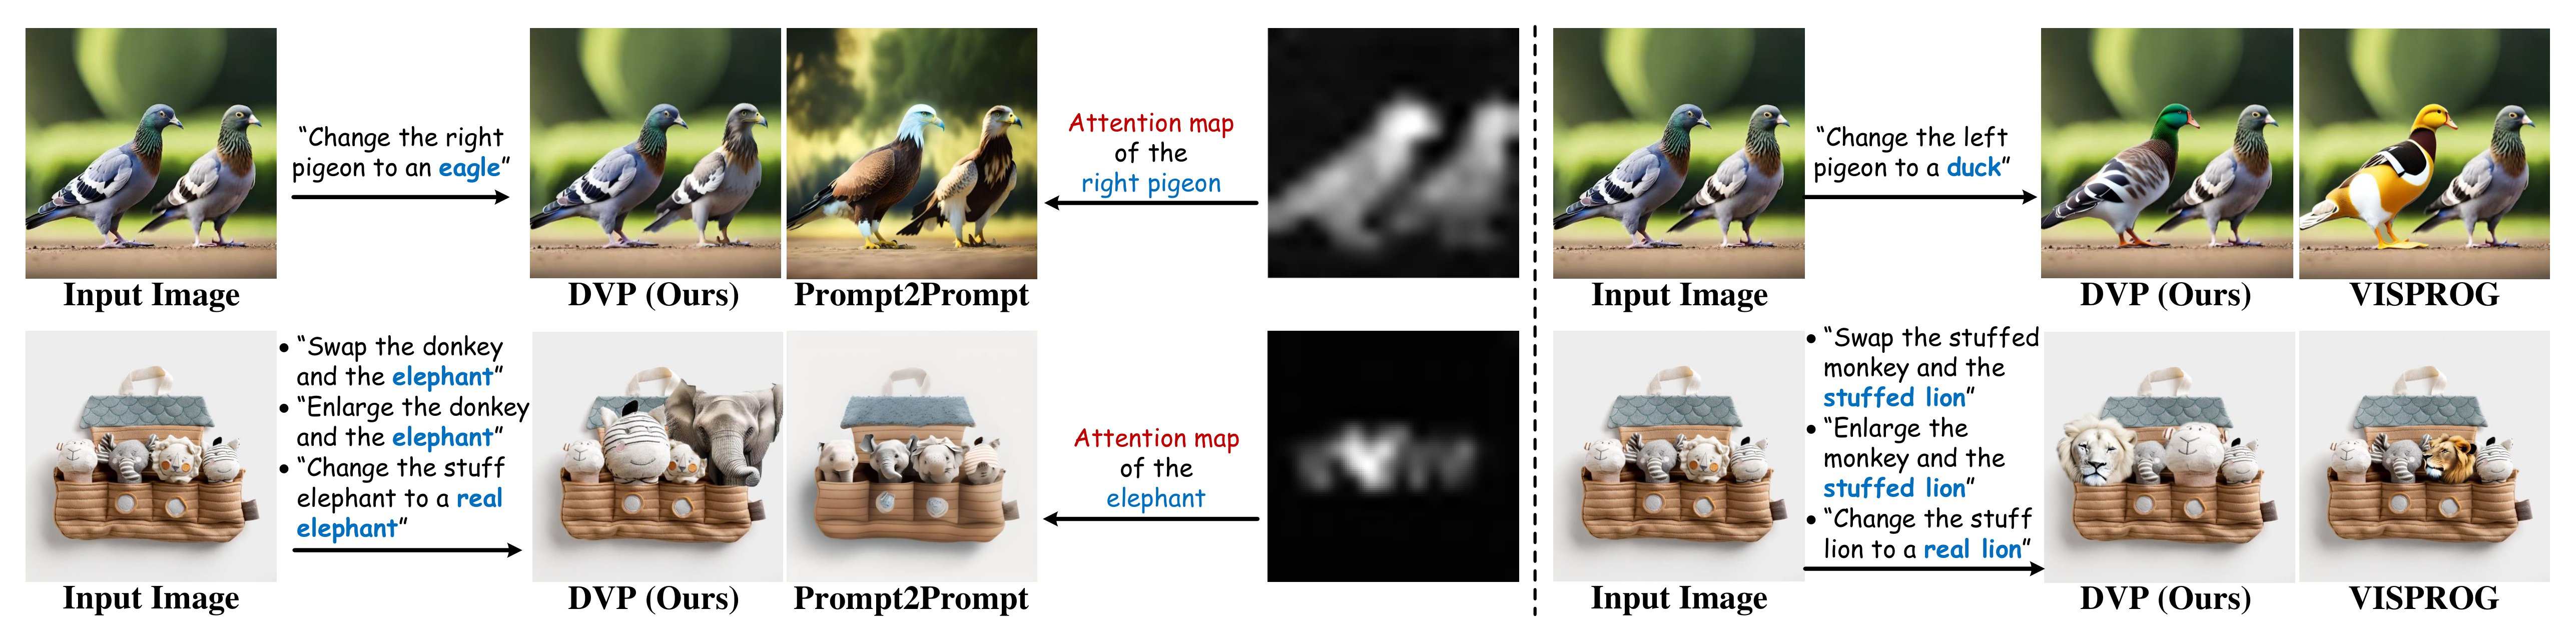 “Change the right
pigeon to an eagle”
Attention map
of the
right pigeon
“Change the left
pigeon to a duck”
Input Image
DVP (Ours)
Prompt2Prompt
Input Image
DVP (Ours)
VISPROG
• “Swap the donkey
and the elephant”
• “Enlarge the donkey
and the elephant”
• “Change the stuff
elephant to a real
elephant”
Attention map
of the
elephant
• “Swap the stuffed
monkey and the
stuffed lion”
• “Enlarge the
monkey and the
stuffed lion”
• “Change the stuff
lion to a real lion”
Input Image
DVP (Ours)
Prompt2Prompt
Input Image
DVP (Ours)
VISPROG